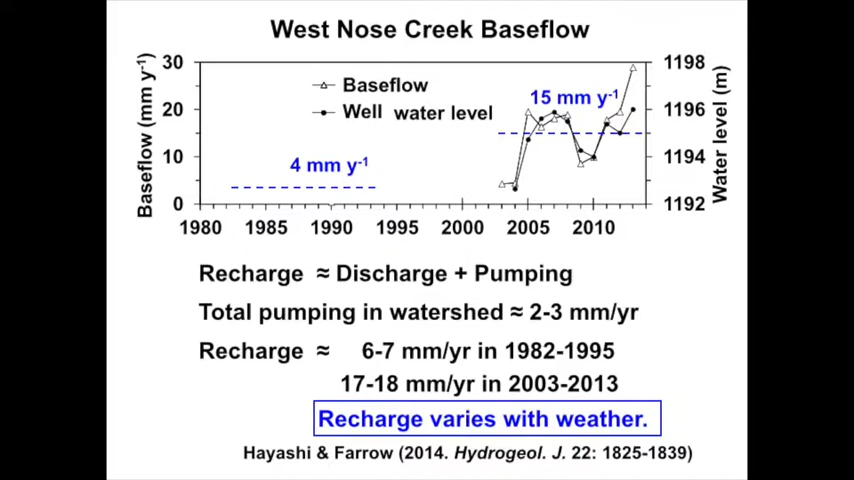 West Nose Creek Baseflow
30 1198
Baseflow
Well water level
15 mm y-1
20 1196
4 mm y-1
10 1194
0 1192
Baseflow (mm y-1)
Water level (m)
1980 1985 1990 1995 2000 2005 2010
Recharge ≈ Discharge + Pumping
Total pumping in watershed ≈ 2-3 mm/yr
Recharge ≈ 6-7 mm/yr in 1982-1995
17-18 mm/yr in 2003-2013
Recharge varies with weather.
Hayashi & Farrow (2014. Hydrogeol. J. 22: 1825-1839)